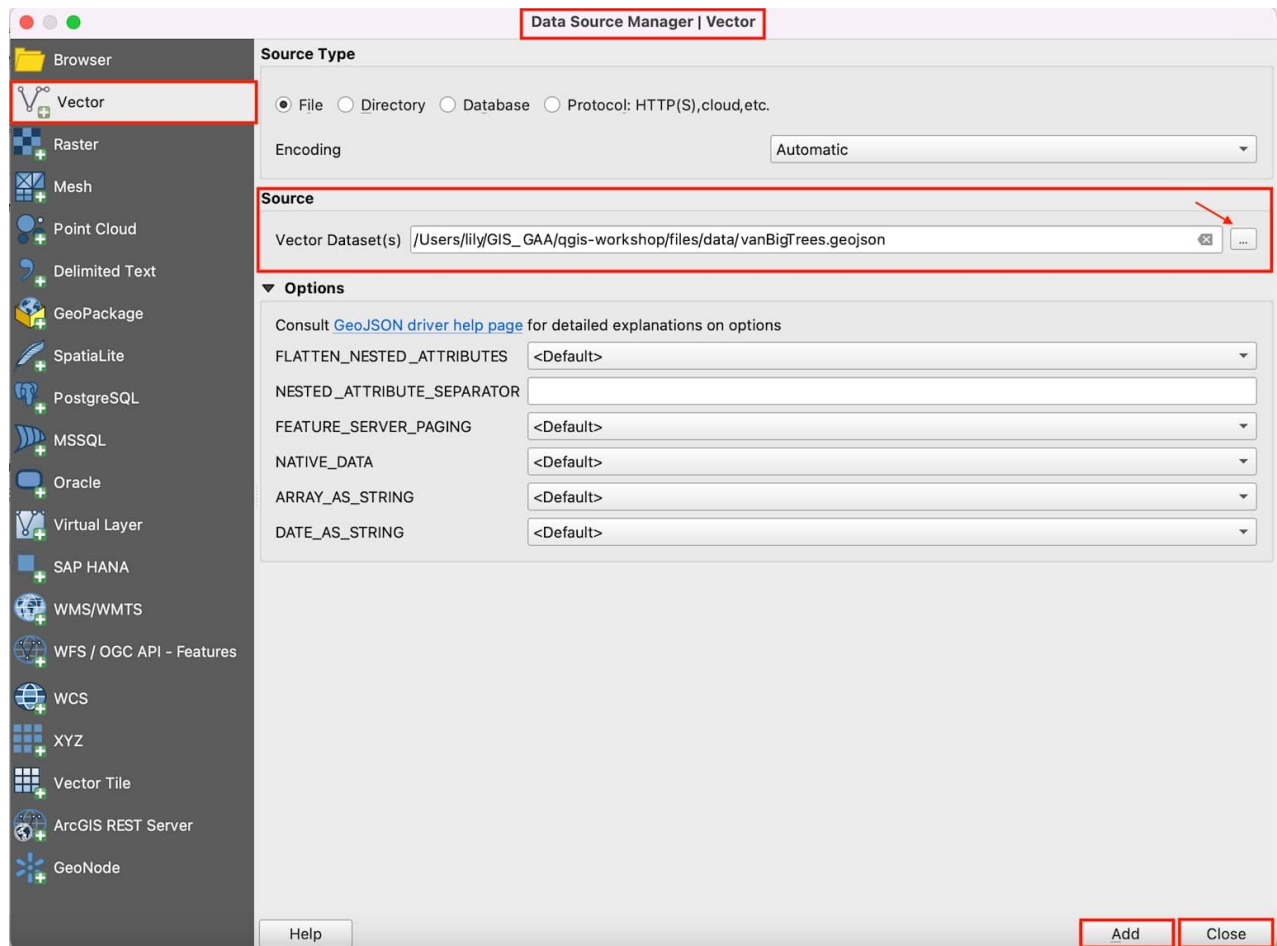 Data Source Manager | Vector
Browser
Vector
Raster
Mesh
Point Cloud
Delimited Text
GeoPackage
SpatiaLite
PostgreSQL
MSSQL
Oracle
Virtual Layer
SAP HANA
WMS/WMTS
WFS / OGC API - Features
WCS
XYZ
Vector Tile
ArcGIS REST Server
GeoNode
Source Type
File Directory Database Protocol: HTTP(S),cloud,etc.
Encoding Automatic
Source
Vector Dataset(s) /Users/lily/GIS_GAA/qgis-workshop/files/data/vanBigTrees.geojson ...
Options
Consult GeoJSON driver help page for detailed explanations on options
FLATTEN_NESTED_ATTRIBUTES <Default>
NESTED_ATTRIBUTE_SEPARATOR
FEATURE_SERVER_PAGING <Default>
NATIVE_DATA <Default>
ARRAY_AS_STRING <Default>
DATE_AS_STRING <Default>
Help Add Close